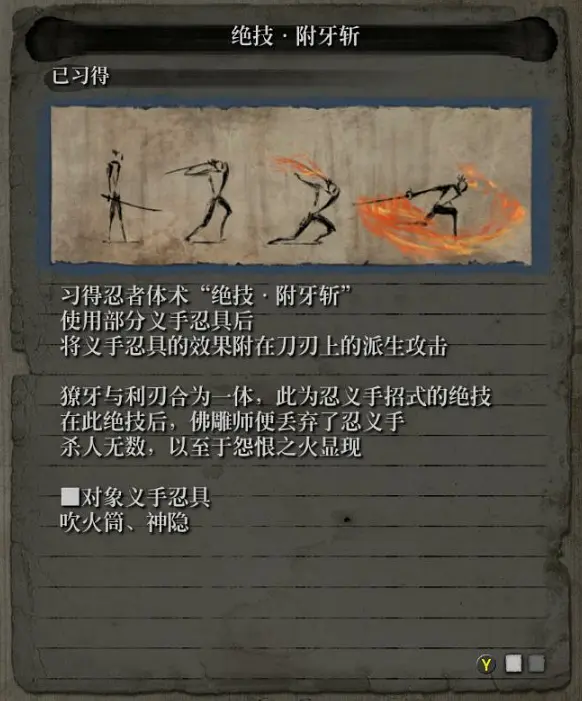 绝技·附牙斩
已习得
习得忍者体术“绝技·附牙斩”
使用部分义手忍具后
将义手忍具的效果附在刀刃上的派生攻击
獠牙与利刃合为一体，此为忍义手招式的绝技
在此绝技后，佛雕师便丢弃了忍义手
杀人无数，以至于怨恨之火显现
■对象义手忍具
吹火筒、神隐
Y